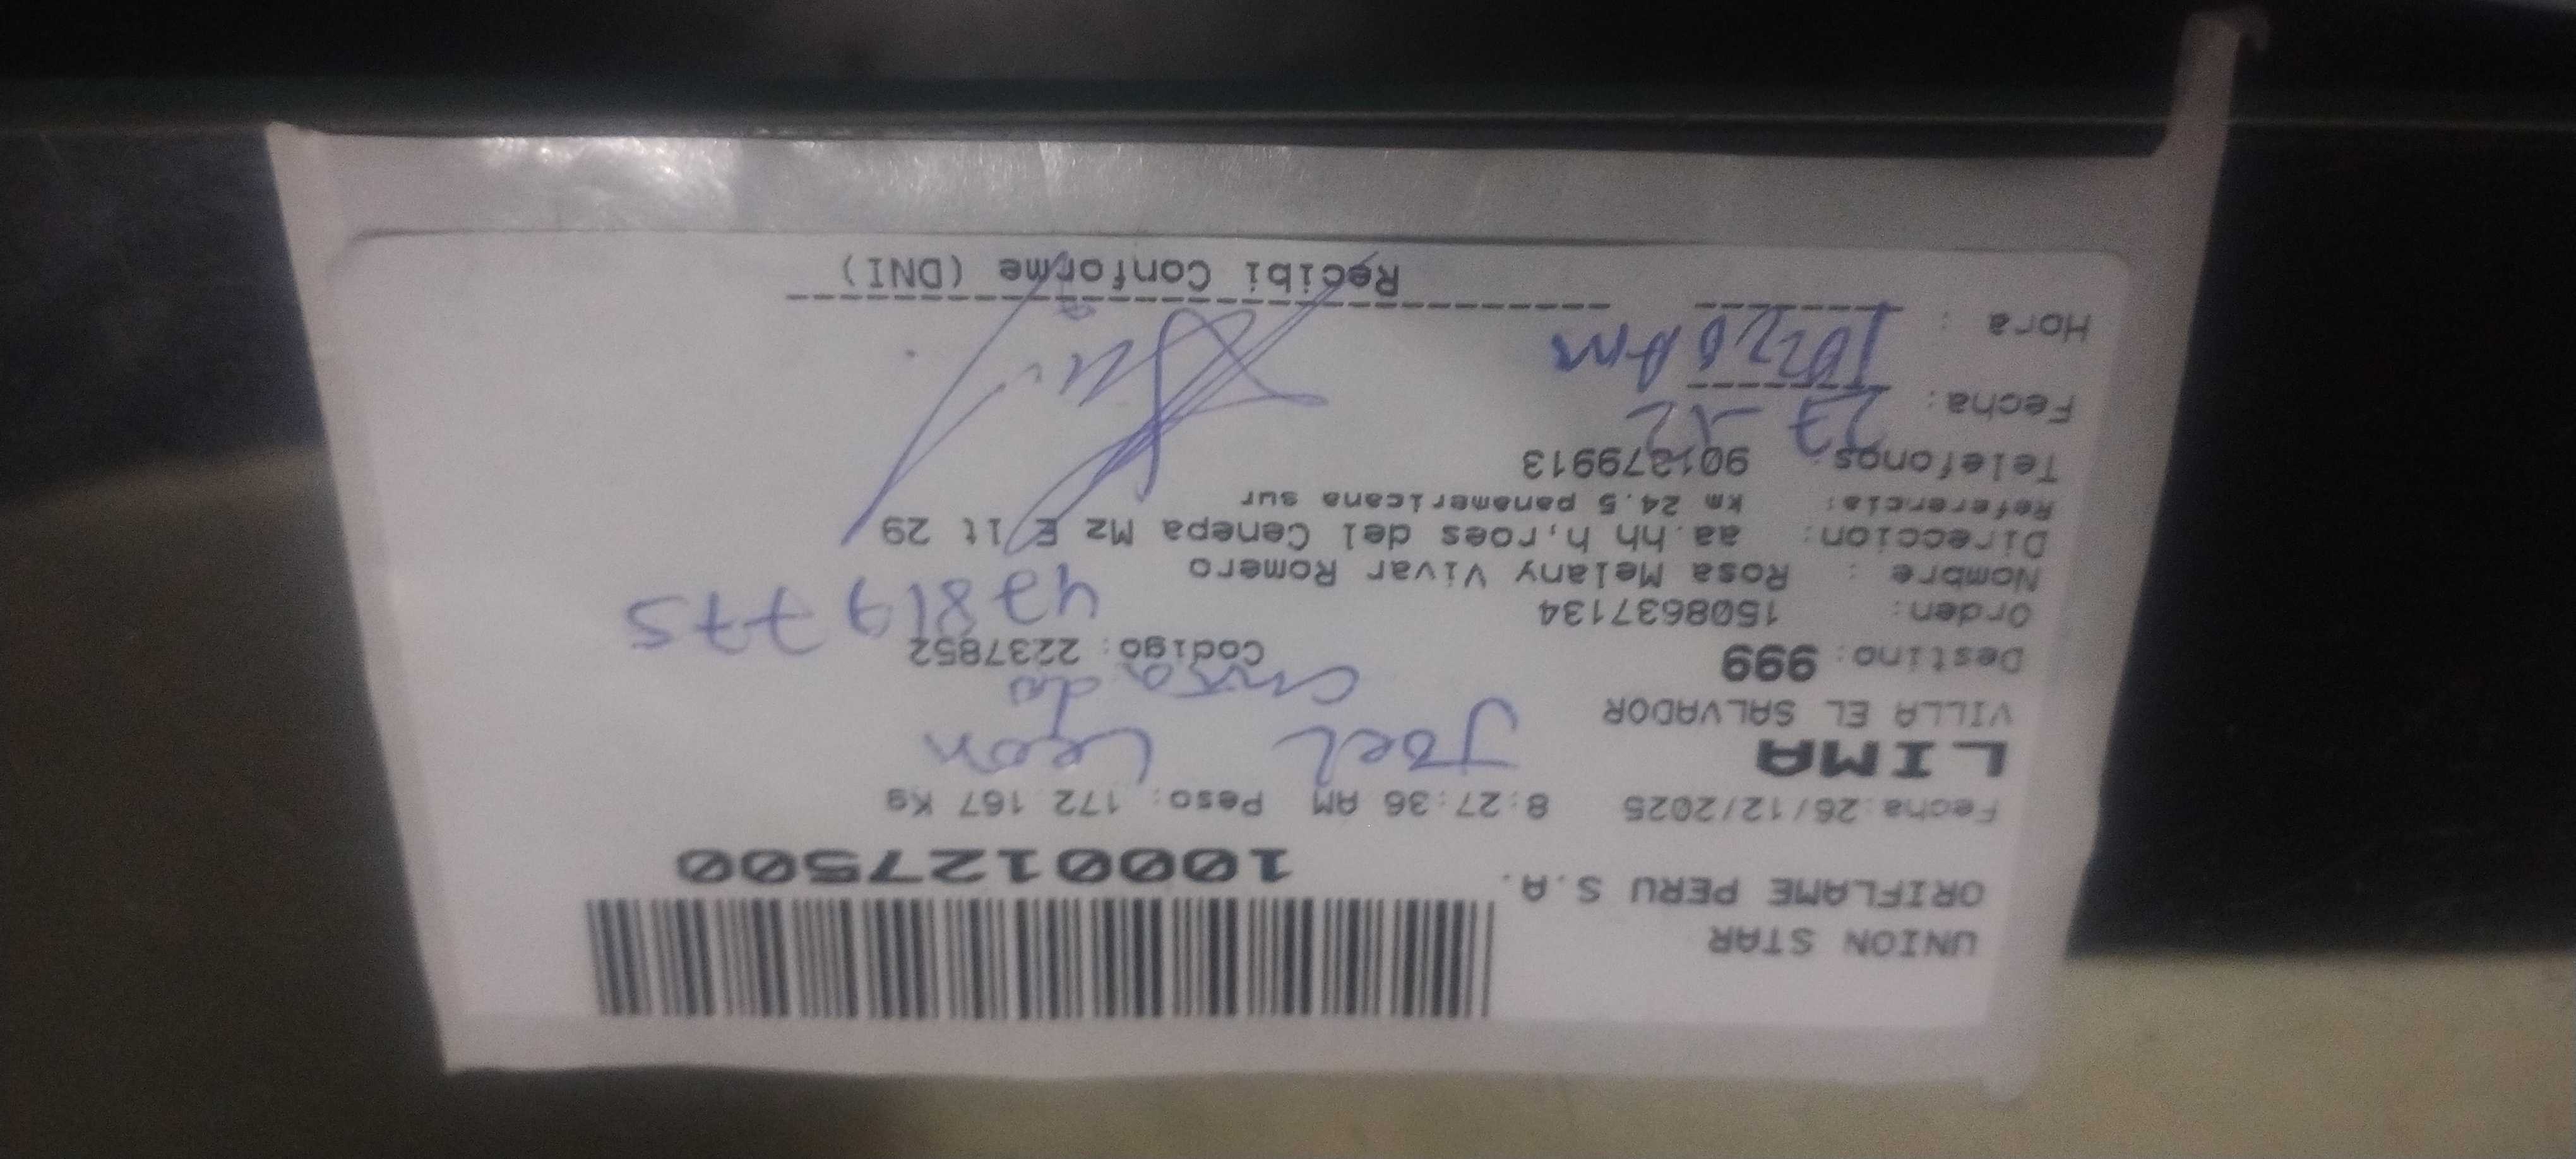 UNION STAR
ORIFLAME PERU S.A.
1000127500
Fecha:26/12/2025 8:27:36 AM Peso: 172.167 Kg
LIMA
Joel Leon
VILLA EL SALVADOR
Destino: 999 Codigo: 2237852
Orden: 1508637134
Nombre : Rosa Melany Vivar Romero
Direccion: aa.hh h,roes del Cenepa Mz E lt 29
Referencia: km 24.5 panamericana sur
Telefonos: 901379913
Fecha: 27-12
Hora : 10:20 Am
Recibi Conforme (DNI)